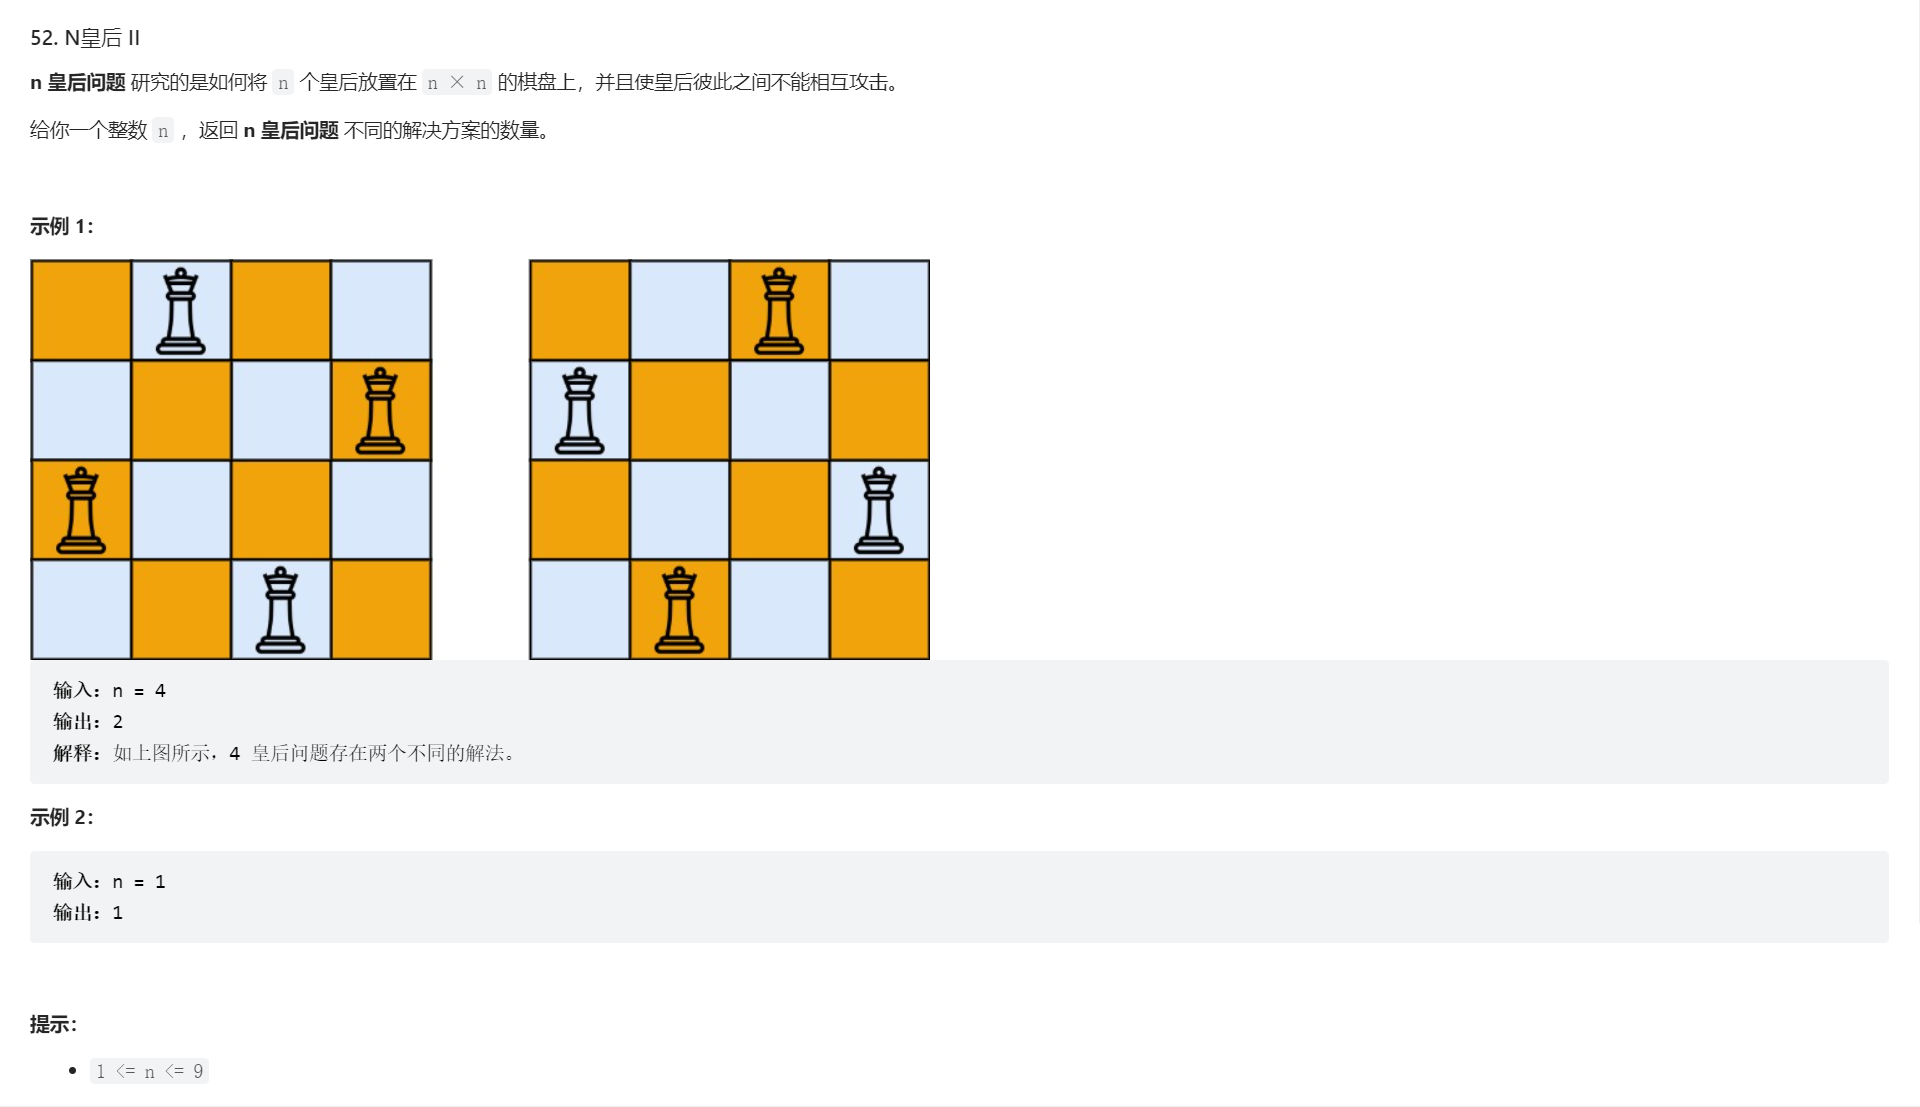 52. N皇后 II
n 皇后问题 研究的是如何将 n 个皇后放置在 n × n 的棋盘上，并且使皇后彼此之间不能相互攻击。
给你一个整数 n ，返回 n 皇后问题 不同的解决方案的数量。
示例 1：
输入：n = 4
输出：2
解释：如上图所示，4 皇后问题存在两个不同的解法。
示例 2：
输入：n = 1
输出：1
提示：
1 <= n <= 9